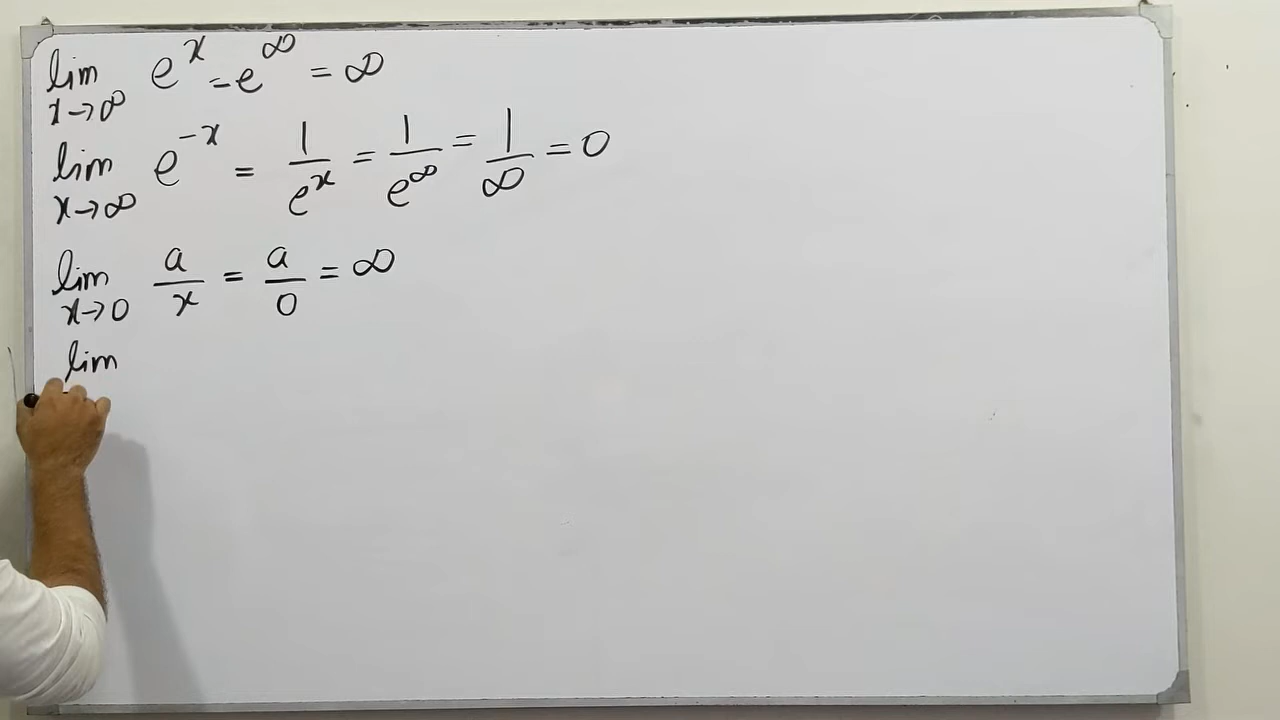 lim x→∞ e^x = e^∞ = ∞
lim x→∞ e^-x = 1/e^x = 1/e^∞ = 1/∞ = 0
lim x→0 a/x = a/0 = ∞
lim